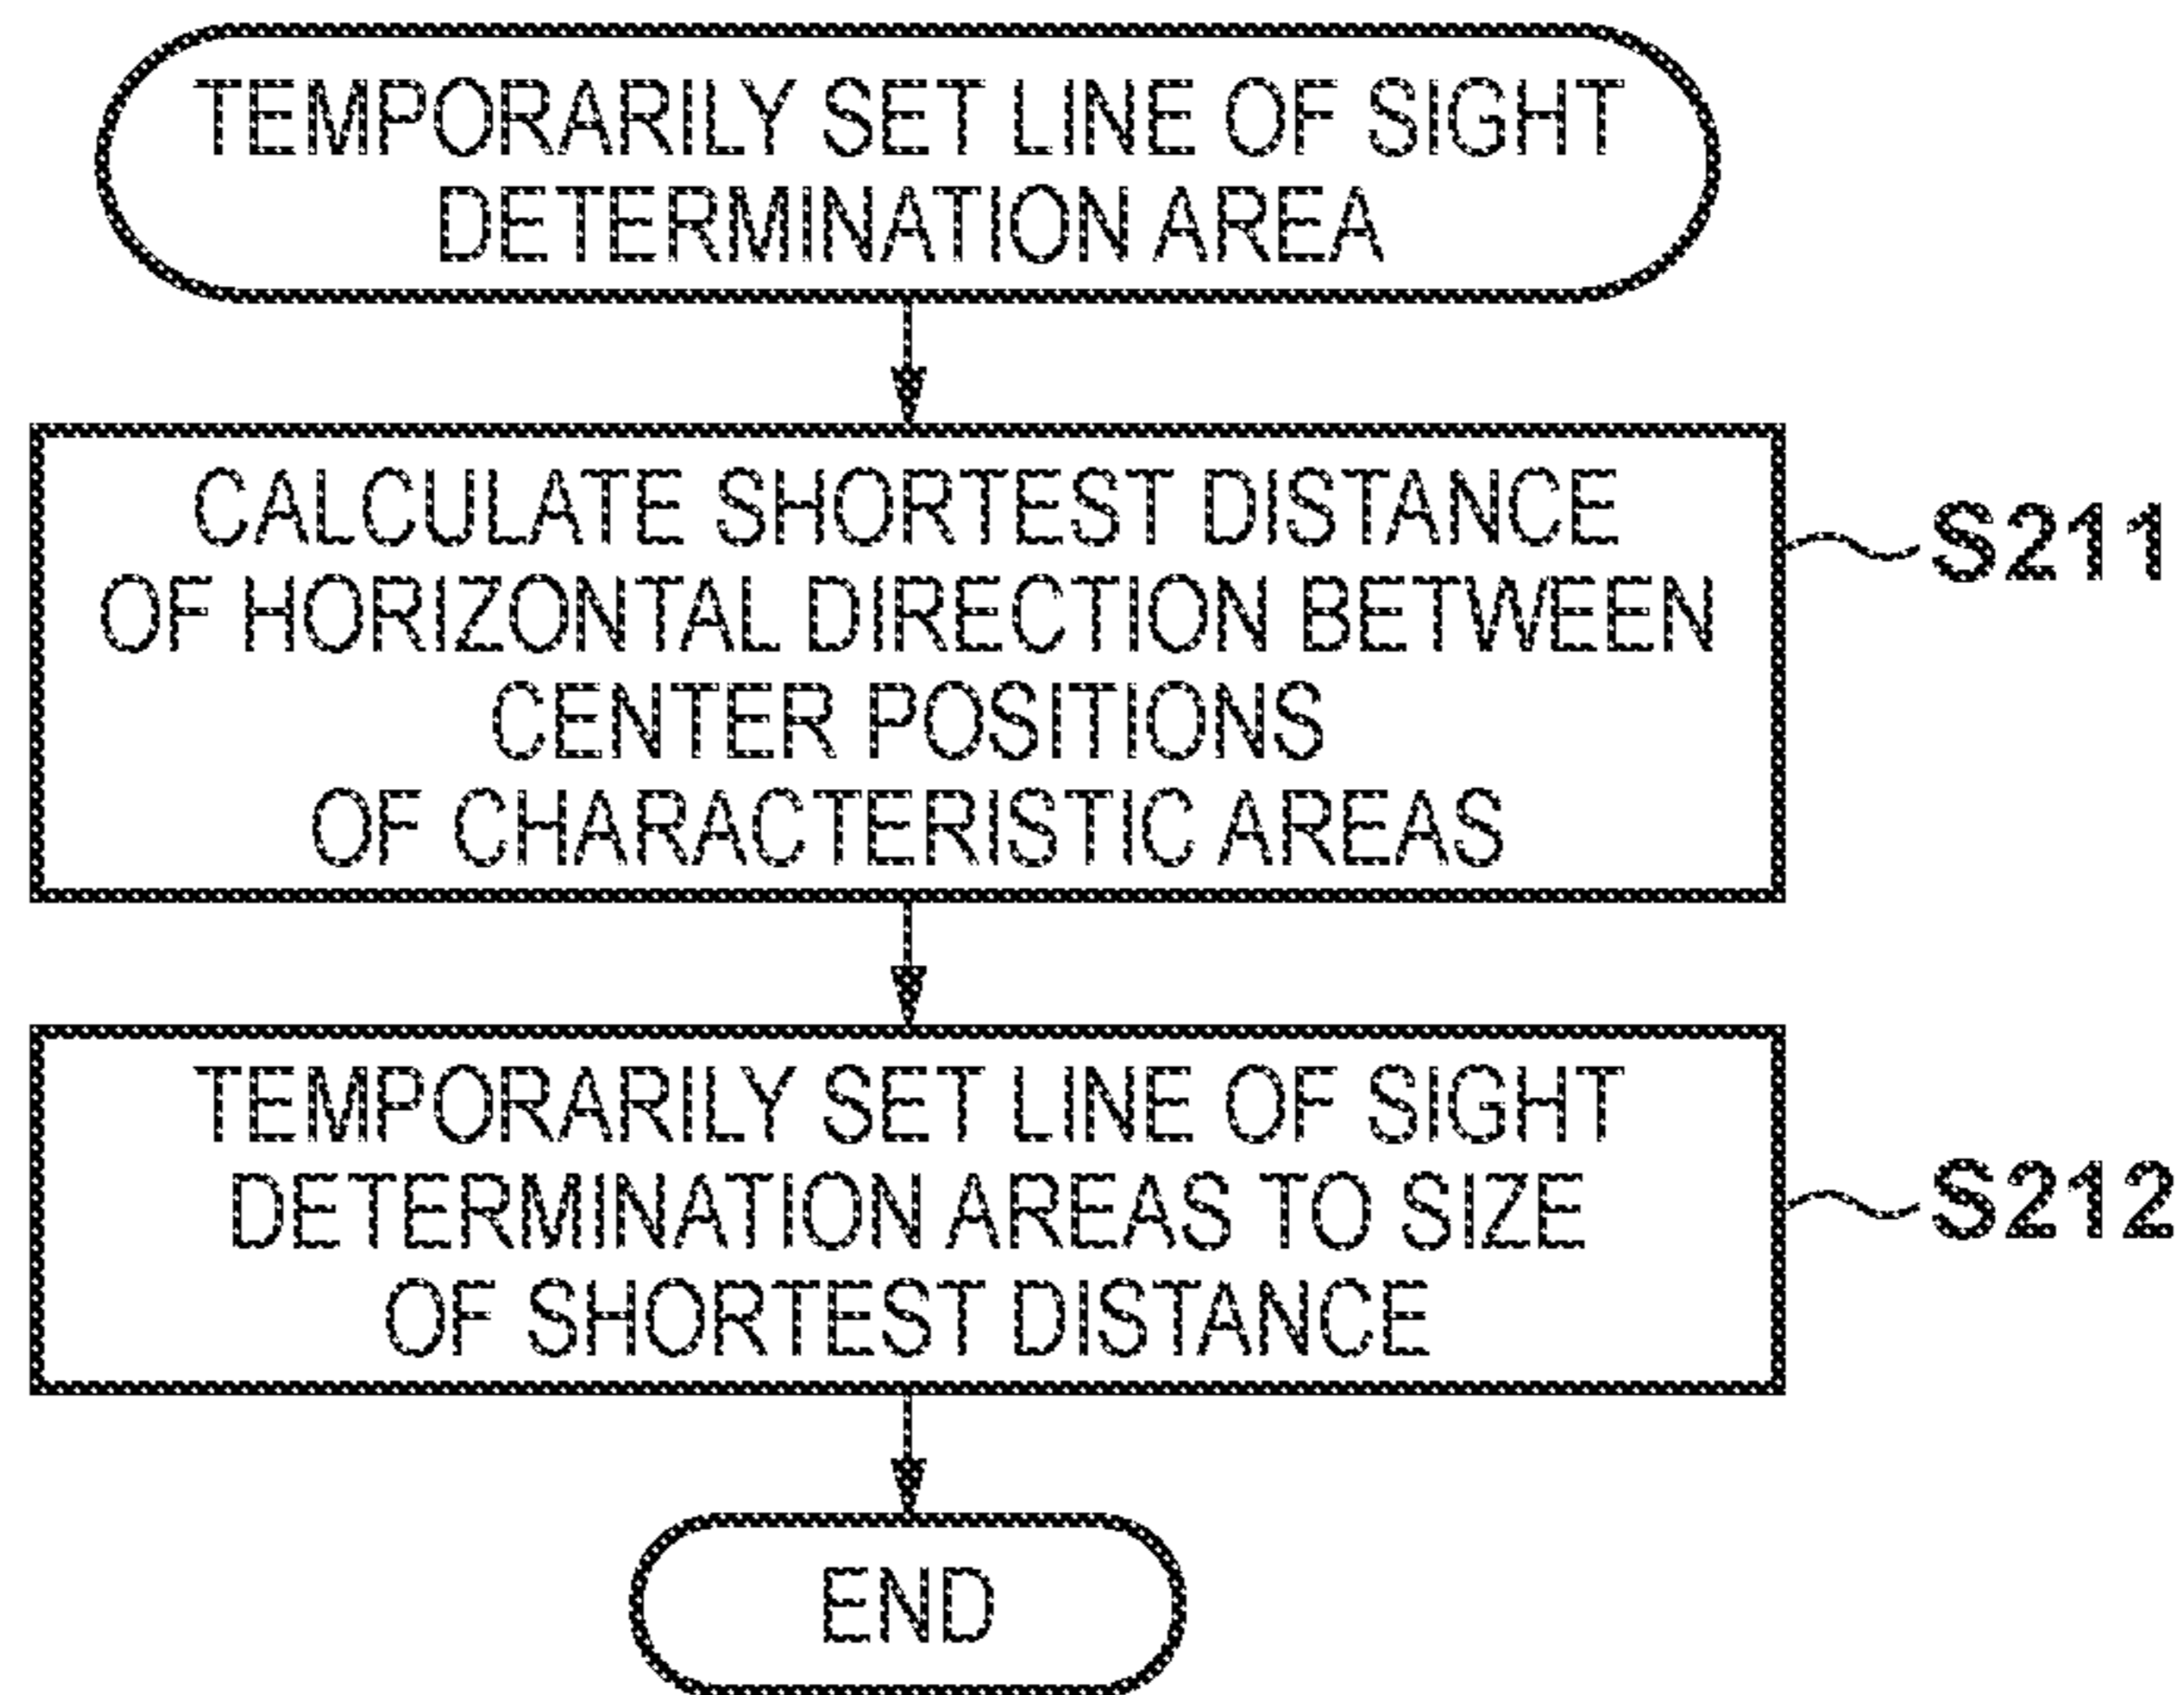 TEMPORARILY SET LINE OF SIGHT
DETERMINATION AREA
CALCULATE SHORTEST DISTANCE
OF HORIZONTAL DIRECTION BETWEEN
CENTER POSITIONS
OF CHARACTERISTIC AREAS
S211
TEMPORARILY SET LINE OF SIGHT
DETERMINATION AREAS TO SIZE
OF SHORTEST DISTANCE
S212
END